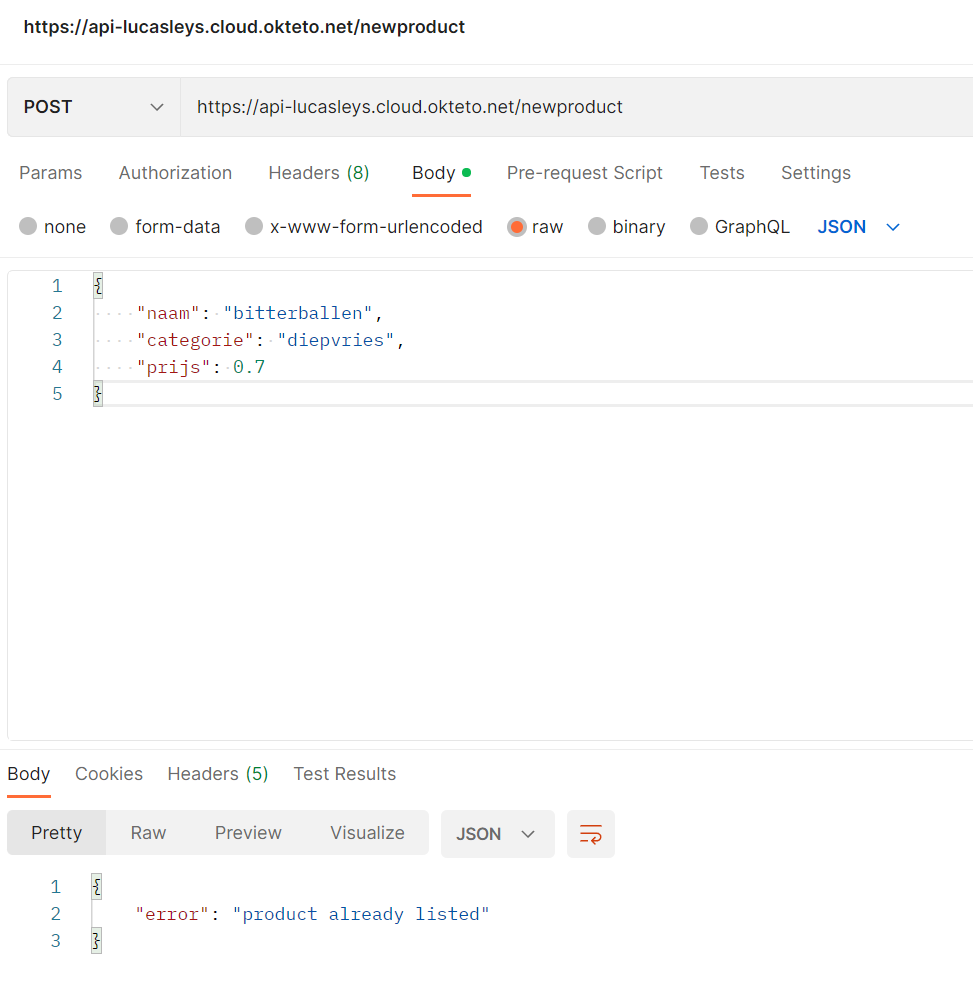 https://api-lucasleys.cloud.okteto.net/newproduct
POST https://api-lucasleys.cloud.okteto.net/newproduct
Params Authorization Headers (8) Body Pre-request Script Tests Settings
none form-data x-www-form-urlencoded raw binary GraphQL JSON
1 {
2 "naam": "bitterballen",
3 "categorie": "diepvries",
4 "prijs": 0.7
5 }
Body Cookies Headers (5) Test Results
Pretty Raw Preview Visualize JSON
1 {
2 "error": "product already listed"
3 }